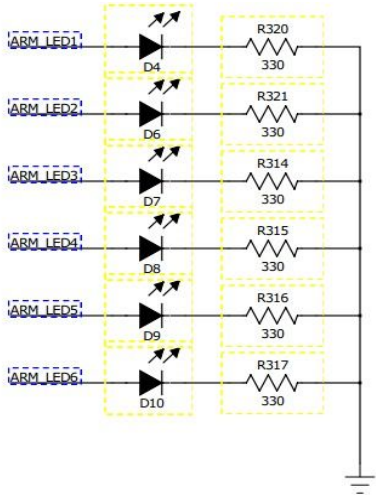 ARM_LED1
D4
R320
330
ARM_LED2
D6
R321
330
ARM_LED3
D7
R314
330
ARM_LED4
D8
R315
330
ARM_LED5
D9
R316
330
ARM_LED6
D10
R317
330